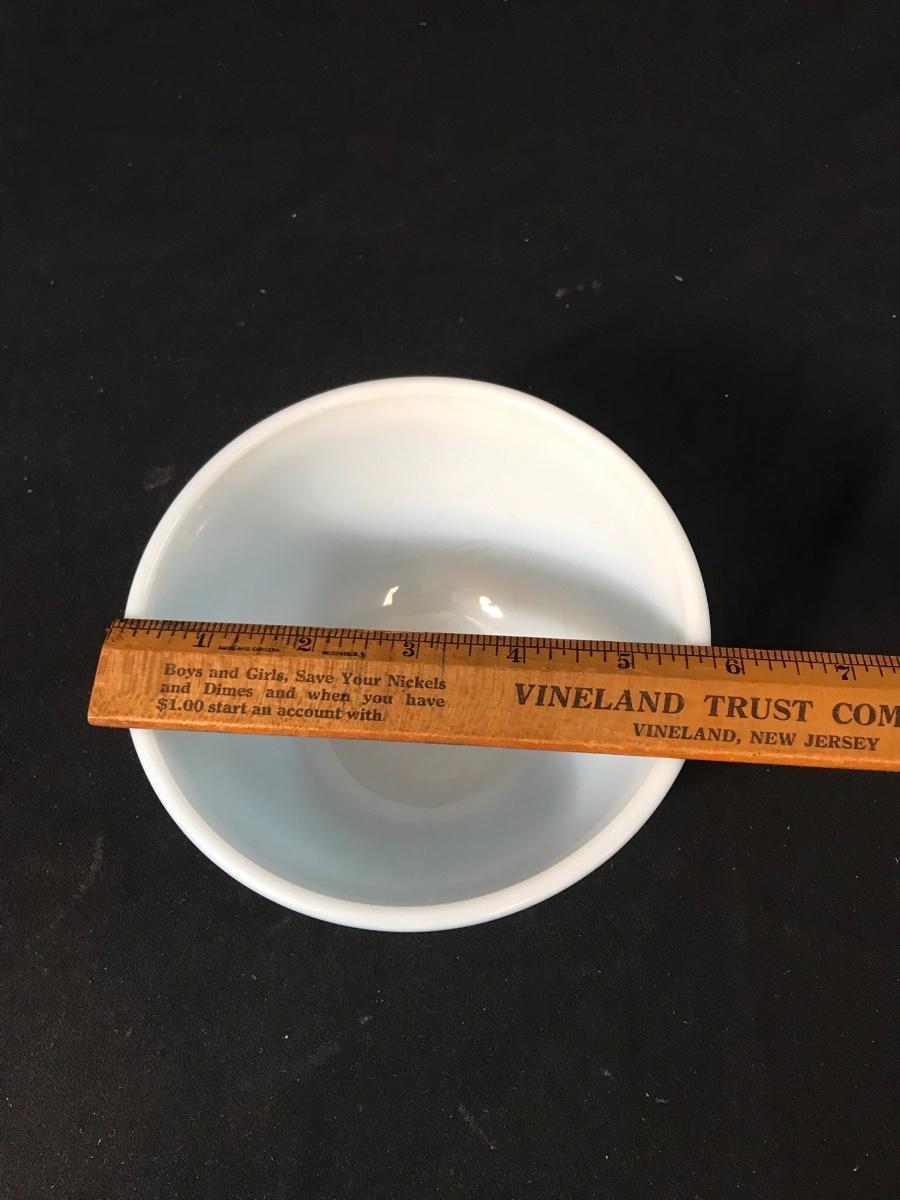 1 2 3 4 5 6 7
Boys and Girls, Save Your Nickels
and Dimes and when you have
$1.00 start an account with
VINELAND TRUST COM
VINELAND, NEW JERSEY